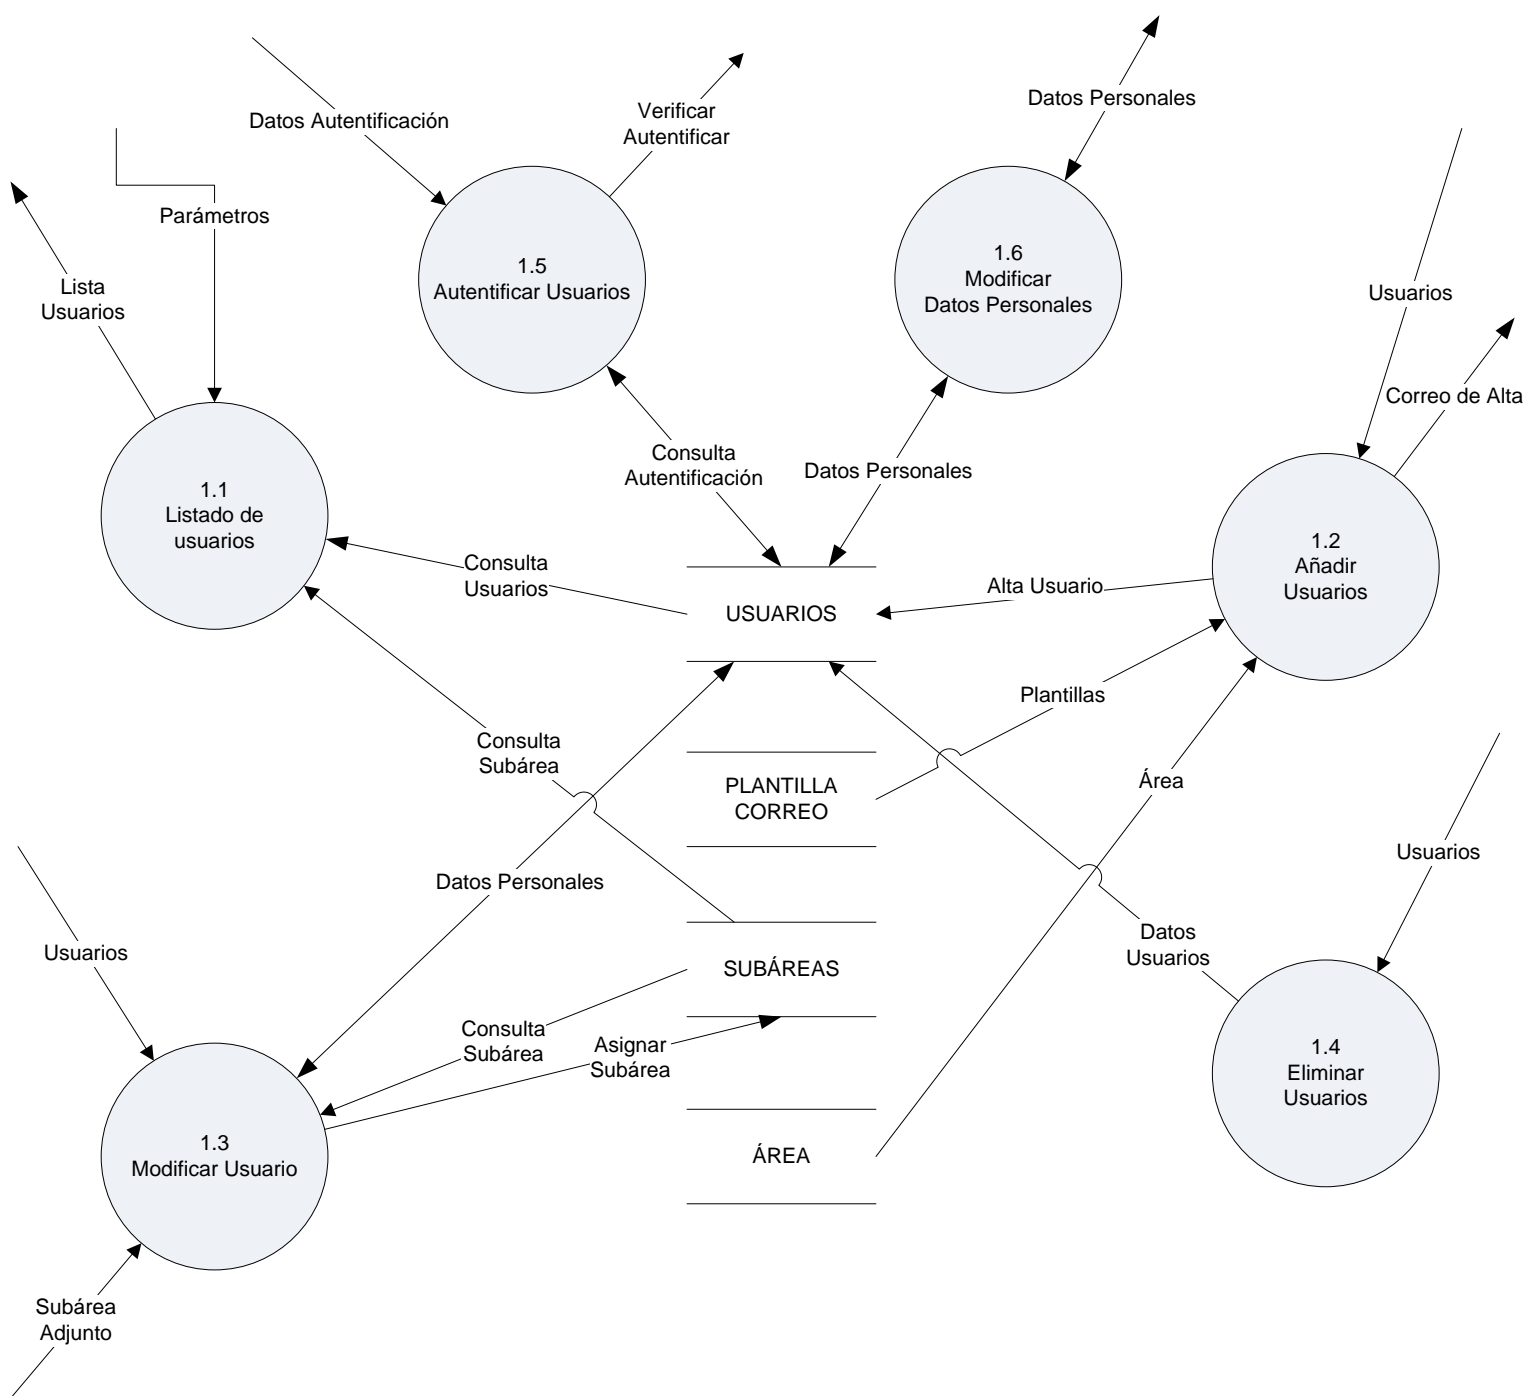 Datos Personales
Verificar
Autentificar
Datos Autentificación
Parámetros
Lista
Usuarios
1.5
Autentificar Usuarios
1.6
Modificar
Datos Personales
Usuarios
Correo de Alta
Consulta
Autentificación
Datos Personales
1.1
Listado de
usuarios
1.2
Añadir
Usuarios
Consulta
Usuarios
Alta Usuario
USUARIOS
Plantillas
Consulta
Subárea
PLANTILLA
CORREO
Área
Usuarios
Datos Personales
Datos
Usuarios
Usuarios
SUBÁREAS
Consulta
Subárea
Asignar
Subárea
1.4
Eliminar
Usuarios
1.3
Modificar Usuario
ÁREA
Subárea
Adjunto